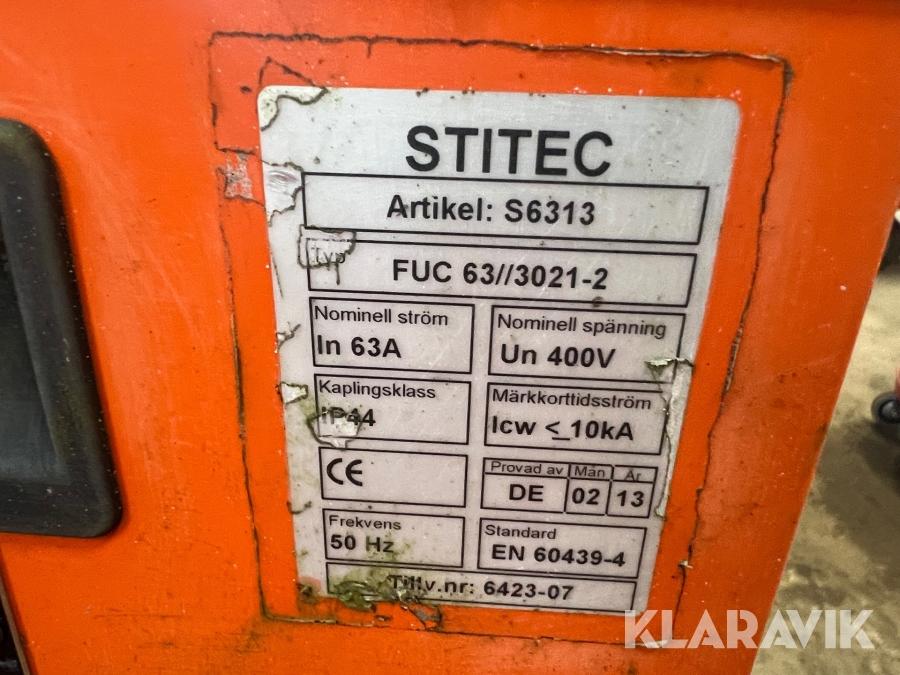 STITEC
Artikel: S6313
Typ
FUC 63//3021-2
Nominell ström
In 63A
Nominell spänning
Un 400V
Kaplingsklass
IP44
Märkkorttidsström
Icw <_10kA
CE
Provad av Mån År
DE 02 13
Frekvens
50 Hz
Standard
EN 60439-4
Tillv.nr: 6423-07
KLARAVIK